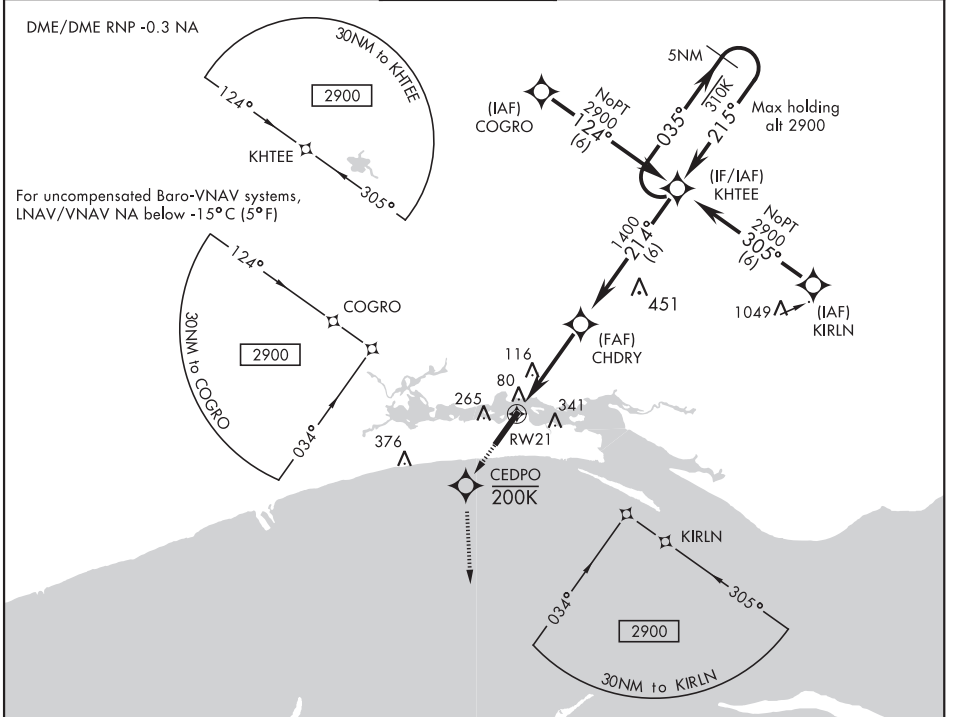 DME/DME RNP -0.3 NA
30NM to KHTEE
2900
124°
KHTEE
305°
For uncompensated Baro-VNAV systems,
LNAV/VNAV NA below -15°C (5°F)
(IAF)
COGRO
NoPT
2900
124°
(6)
5NM
310K
035°
215°
Max holding
alt 2900
(IF/IAF)
KHTEE
NoPT
2900
305°
(6)
1049
(IAF)
KIRLN
1400
214°
(6)
451
(FAF)
CHDRY
124°
COGRO
30NM to COGRO
2900
034°
116
80
265
341
RW21
376
CEDPO
200K
KIRLN
034°
305°
2900
30NM to KIRLN